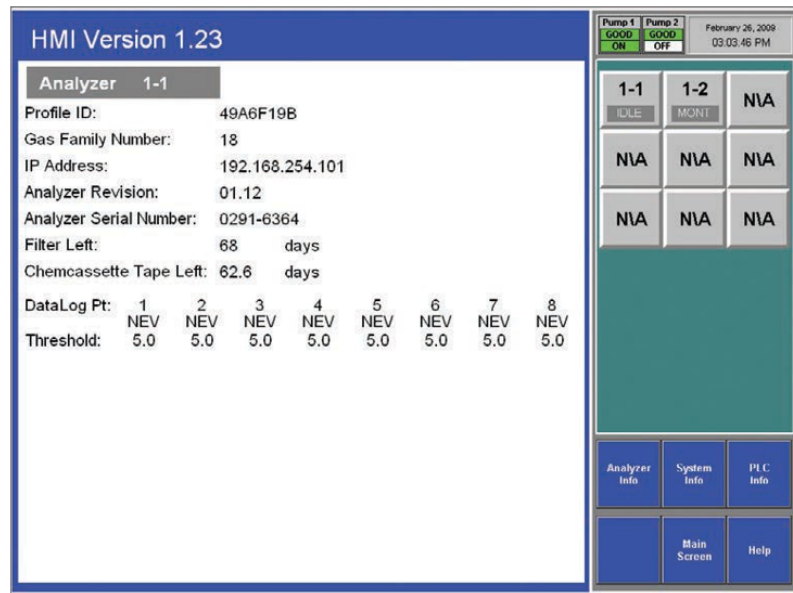 HMI Version 1.23
Analyzer 1-1
Profile ID: 49A6F19B
Gas Family Number: 18
IP Address: 192.168.254.101
Analyzer Revision: 01.12
Analyzer Serial Number: 0291-6364
Filter Left: 68 days
Chemcassette Tape Left: 62.6 days
DataLog Pt: 1 2 3 4 5 6 7 8
NEV NEV NEV NEV NEV NEV NEV NEV
Threshold: 5.0 5.0 5.0 5.0 5.0 5.0 5.0 5.0
Pump 1 Pump 2
GOOD GOOD
ON OFF
February 26, 2009
03:03:46 PM
1-1 1-2 N\A
IDLE MONT
N\A N\A N\A
N\A N\A N\A
Analyzer Info
System Info
PLC Info
Main Screen
Help